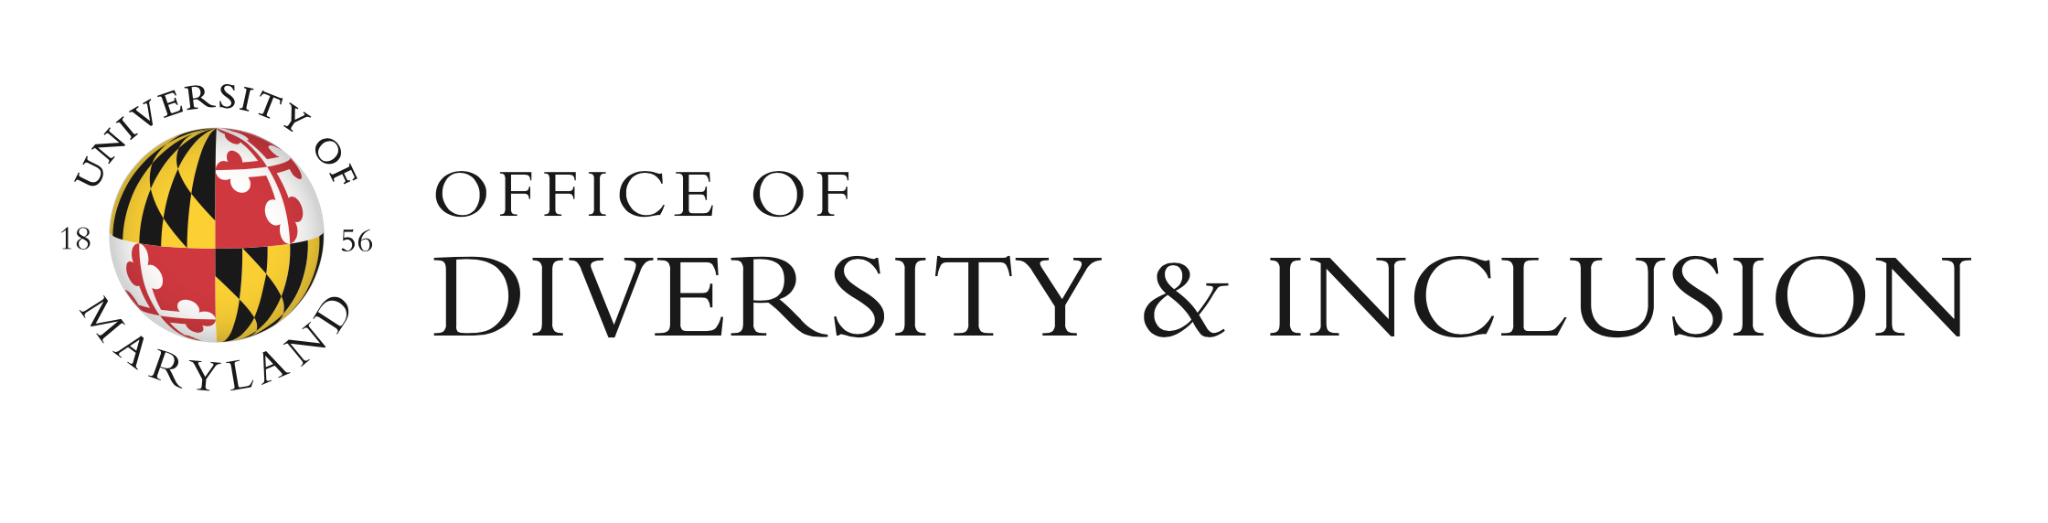 UNIVERSITY OF
18 56
MARYLAND
OFFICE OF
DIVERSITY & INCLUSION